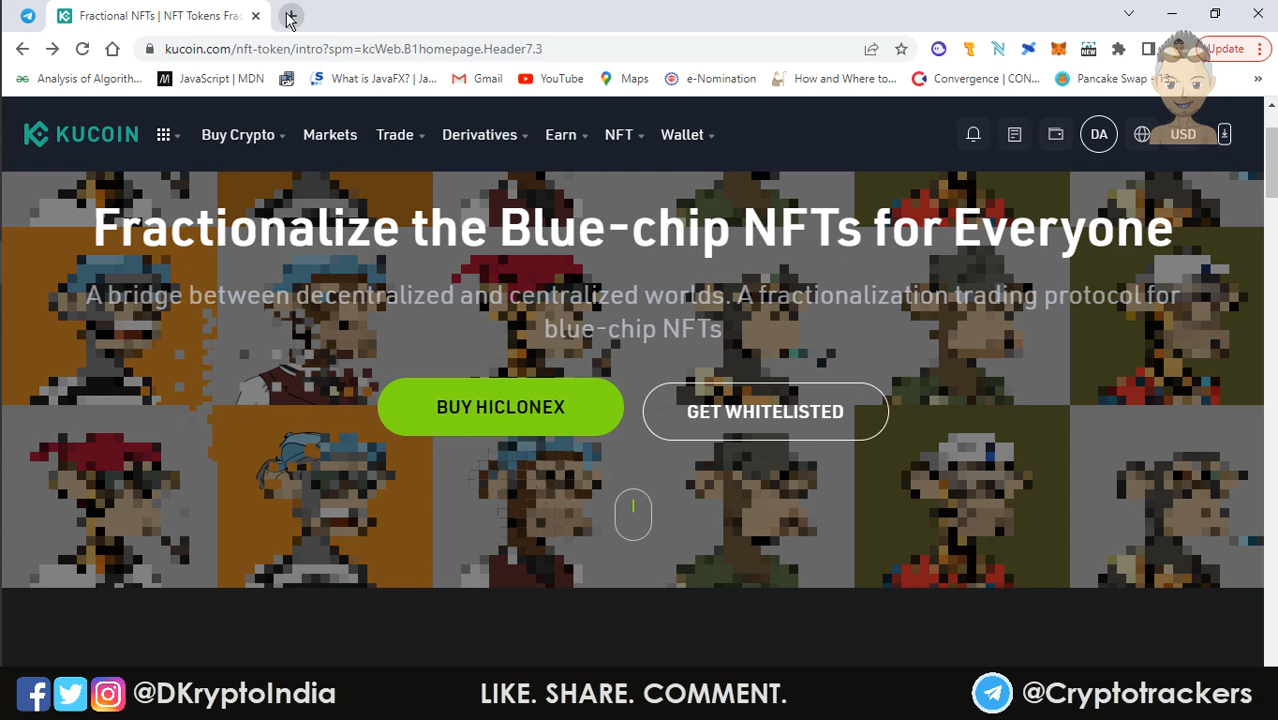 Fractional NFTs | NFT Tokens Frac
kucoin.com/nft-token/intro?spm=kcWeb.B1homepage.Header7.3
Update
Analysis of Algorith...
JavaScript | MDN
What is JavaFX? | Ja...
Gmail
YouTube
Maps
e-Nomination
How and Where to...
Convergence | CON...
Pancake Swap
»
KUCOIN
Buy Crypto
Markets
Trade
Derivatives
Earn
NFT
Wallet
DA
USD
Fractionalize the Blue-chip NFTs for Everyone
A bridge between decentralized and centralized worlds. A fractionalization trading protocol for
blue-chip NFTs
BUY HICLONEX
GET WHITELISTED
@DKryptoIndia
LIKE. SHARE. COMMENT.
@Cryptotrackers